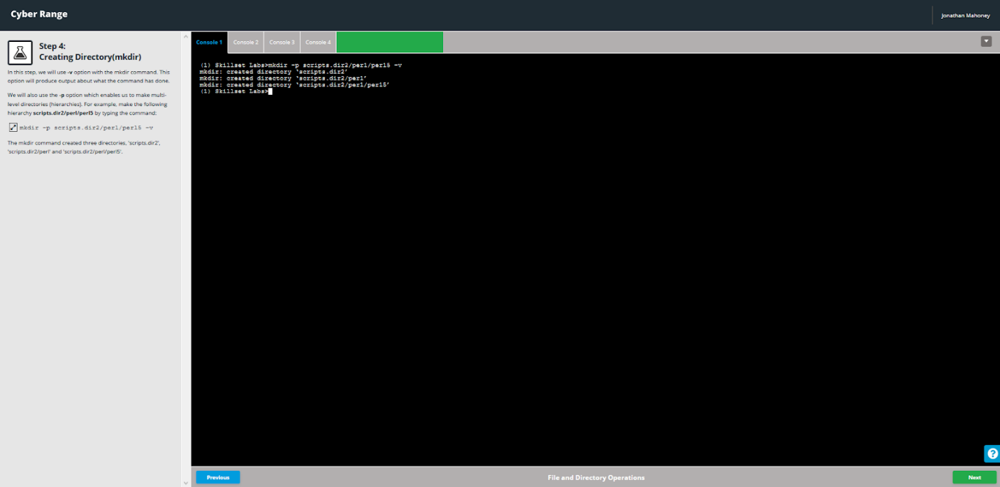 Cyber Range
Jonathan Mahoney
Step 4:
Creating Directory(mkdir)
In this step, we will use -v option with the mkdir command. This
option will produce output about what the command has done.
We will also use the -p option which enables us to make multi-
level directories (hierarchies). For example, make the following
hierarchy scripts.dir2/perl/perl5 by typing the command:
mkdir -p scripts.dir2/perl/perl5 -v
The mkdir command created three directories, 'scripts.dir2',
'scripts.dir2/perl' and 'scripts.dir2/perl/perl5'.
Console 1
Console 2
Console 3
Console 4
(1) Skillset Labs>mkdir -p scripts.dir2/perl/perl5 -v
mkdir: created directory ‘scripts.dir2’
mkdir: created directory ‘scripts.dir2/perl’
mkdir: created directory ‘scripts.dir2/perl/perl5’
(1) Skillset Labs>
?
Previous
File and Directory Operations
Next